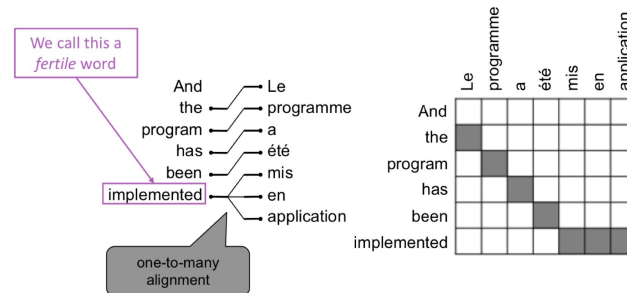 We call this a
fertile word
And
the
program
has
been
implemented
Le
programme
a
été
mis
en
application
one-to-many
alignment
Le
programme
a
été
mis
en
application
And
the
program
has
been
implemented